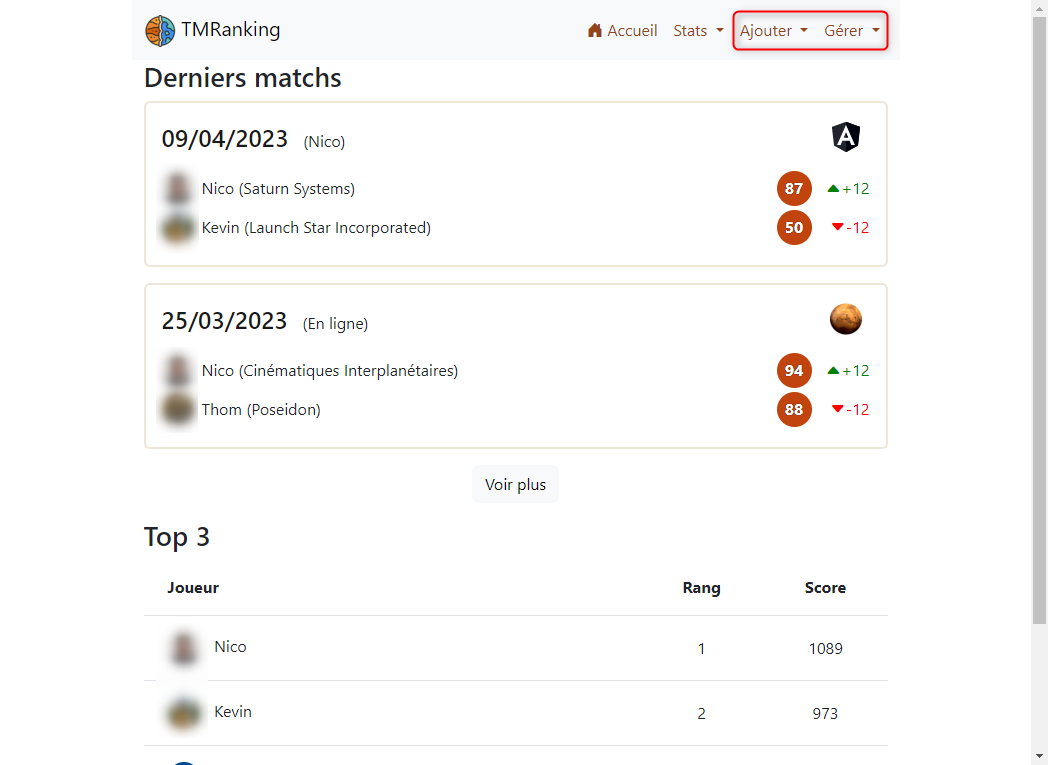 TMRanking Accueil Stats Ajouter Gérer
Derniers matchs
09/04/2023 (Nico)
Nico (Saturn Systems) 87 +12
Kevin (Launch Star Incorporated) 50 -12
25/03/2023 (En ligne)
Nico (Cinématiques Interplanétaires) 94 +12
Thom (Poseidon) 88 -12
Voir plus
Top 3
Joueur Rang Score
Nico 1 1089
Kevin 2 973